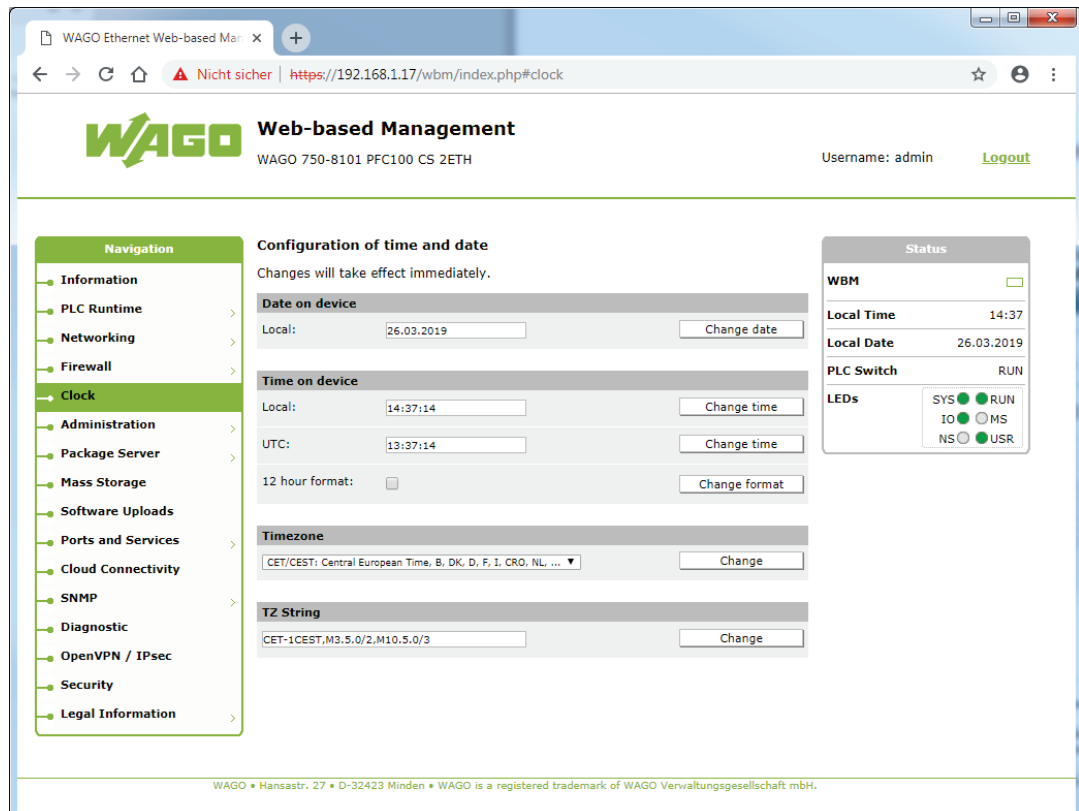 WAGO Ethernet Web-based Man
Nicht sicher | https://192.168.1.17/wbm/index.php#clock
WAGO
Web-based Management
WAGO 750-8101 PFC100 CS 2ETH
Username: admin Logout
Navigation
Information
PLC Runtime
Networking
Firewall
Clock
Administration
Package Server
Mass Storage
Software Uploads
Ports and Services
Cloud Connectivity
SNMP
Diagnostic
OpenVPN / IPsec
Security
Legal Information
Configuration of time and date
Changes will take effect immediately.
Date on device
Local: 26.03.2019 Change date
Time on device
Local: 14:37:14 Change time
UTC: 13:37:14 Change time
12 hour format: Change format
Timezone
CET/CEST: Central European Time, B, DK, D, F, I, CRO, NL, ... Change
TZ String
CET-1CEST,M3.5.0/2,M10.5.0/3 Change
Status
WBM
Local Time 14:37
Local Date 26.03.2019
PLC Switch RUN
LEDs SYS RUN
IO MS
NS USR
WAGO • Hansastr. 27 • D-32423 Minden • WAGO is a registered trademark of WAGO Verwaltungsgesellschaft mbH.